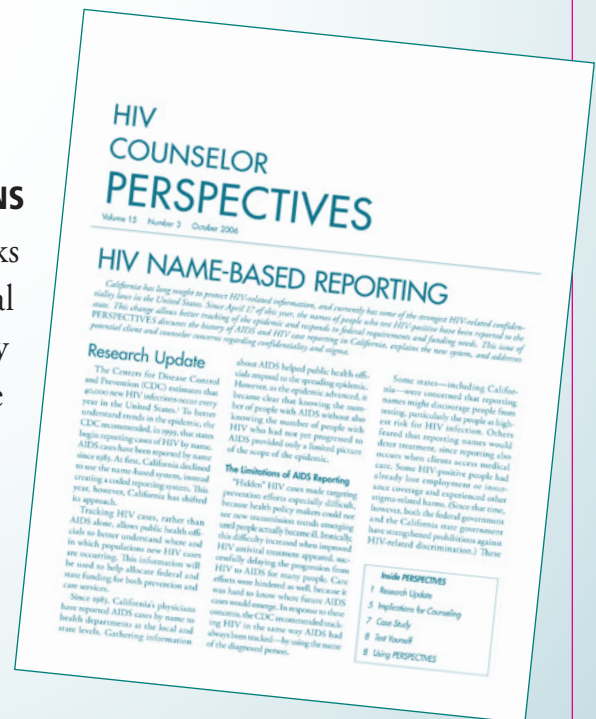 NS
ks
al
y
e
HIV
COUNSELOR
PERSPECTIVES
Volume 15 Number 3 October 2006
HIV NAME-BASED REPORTING
California has long sought to protect HIV-related information, and currently has some of the strongest HIV-related confiden-
tiality laws in the United States. Since April 17 of this year, the names of people who test HIV-positive have been reported to the
state. This change allows better tracking of the epidemic and responds to federal requirements and funding needs. This issue of
PERSPECTIVES discusses the history of AIDS and HIV case reporting in California, explains the new system, and addresses
potential client and counselor concerns regarding confidentiality and stigma.
Research Update
The Centers for Disease Control
and Prevention (CDC) estimates that
40,000 new HIV infections occur every
year in the United States.¹ To better
understand trends in the epidemic, the
CDC recommended, in 1999, that states
begin reporting cases of HIV by name.
AIDS cases have been reported by name
since 1983. At first, California declined
to use the name-based system, instead
creating a coded reporting system. This
year, however, California has shifted
its approach.
Tracking HIV cases, rather than
AIDS alone, allows public health offi-
cials to better understand where and
in which populations new HIV cases
are occurring. This information will
be used to help allocate federal and
state funding for both prevention and
care services.
Since 1983, California's physicians
have reported AIDS cases by name to
health departments at the local and
state levels. Gathering information
about AIDS helped public health offi-
cials respond to the spreading epidemic.
However, as the epidemic advanced, it
became clear that knowing the num-
ber of people with AIDS without also
knowing the number of people with
HIV who had not yet progressed to
AIDS provided only a limited picture
of the scope of the epidemic.
The Limitations of AIDS Reporting
"Hidden" HIV cases made targeting
prevention efforts especially difficult,
because health policy makers could not
see new transmission trends emerging
until people actually became ill. Ironically,
this difficulty increased when improved
HIV antiviral treatment appeared, suc-
cessfully delaying the progression from
HIV to AIDS for many people. Care
efforts were hindered as well, because it
was hard to know where future AIDS
cases would emerge. In response to these
concerns, the CDC recommended track-
ing HIV in the same way AIDS had
always been tracked—by using the name
of the diagnosed person.
Some states—including Califor-
nia—were concerned that reporting
names might discourage people from
testing, particularly the people at high-
est risk for HIV infection. Others
feared that reporting names would
deter treatment, since reporting also
occurs when clients access medical
care. Some HIV-positive people had
already lost employment or insur-
ance coverage and experienced other
stigma-related harms. (Since that time,
however, both the federal government
and the California state government
have strengthened prohibitions against
HIV-related discrimination.) These
Inside PERSPECTIVES
1 Research Update
5 Implications for Counseling
7 Case Study
8 Test Yourself
8 Using PERSPECTIVES